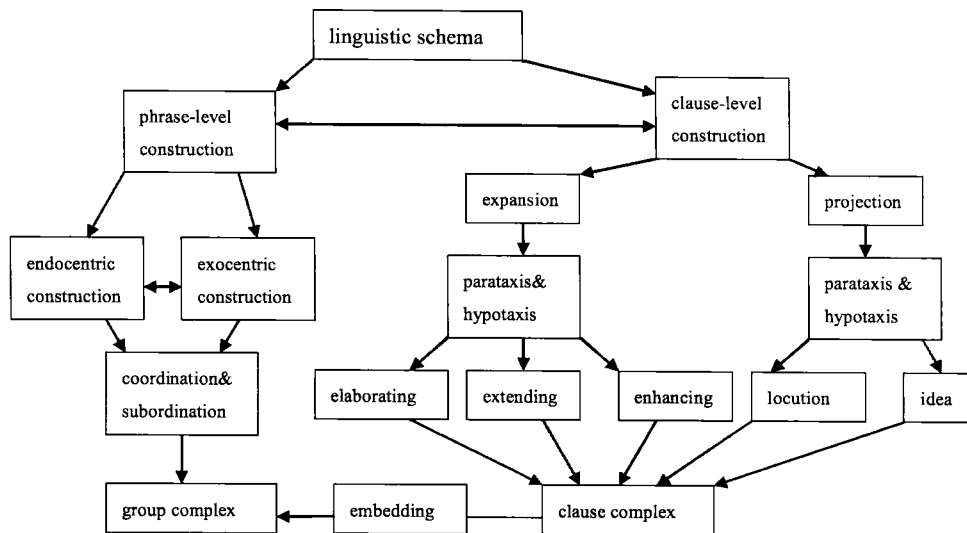 linguistic schema
phrase-level
construction
clause-level
construction
expansion
projection
endocentric
construction
exocentric
construction
parataxis&
hypotaxis
parataxis &
hypotaxis
coordination&
subordination
elaborating
extending
enhancing
locution
idea
group complex
embedding
clause complex